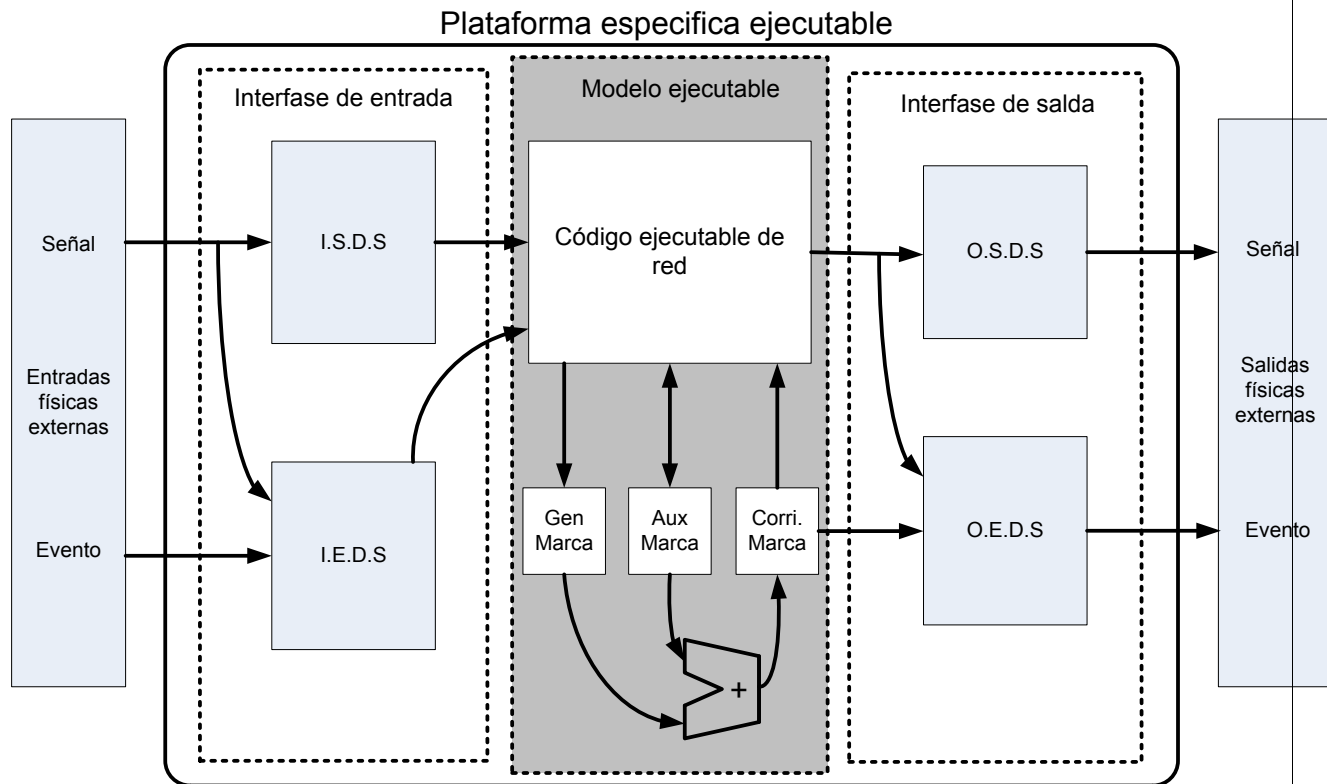 Plataforma especifica ejecutable
Interfase de entrada
Modelo ejecutable
Interfase de salda
Señal
Entradas
físicas
externas
Evento
I.S.D.S
I.E.D.S
Código ejecutable de
red
Gen
Marca
Aux
Marca
Corri.
Marca
+
O.S.D.S
O.E.D.S
Señal
Salidas
físicas
externas
Evento